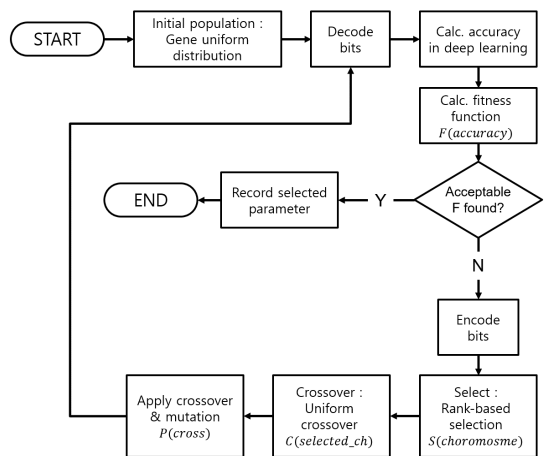 START
Initial population :
Gene uniform
distribution
Decode
bits
Calc. accuracy
in deep learning
Calc. fitness
function
F(accuracy)
Acceptable
F found?
Y
Record selected
parameter
END
N
Encode
bits
Select :
Rank-based
selection
S(choromosme)
Crossover :
Uniform
crossover
C(selected_ch)
Apply crossover
& mutation
P(cross)